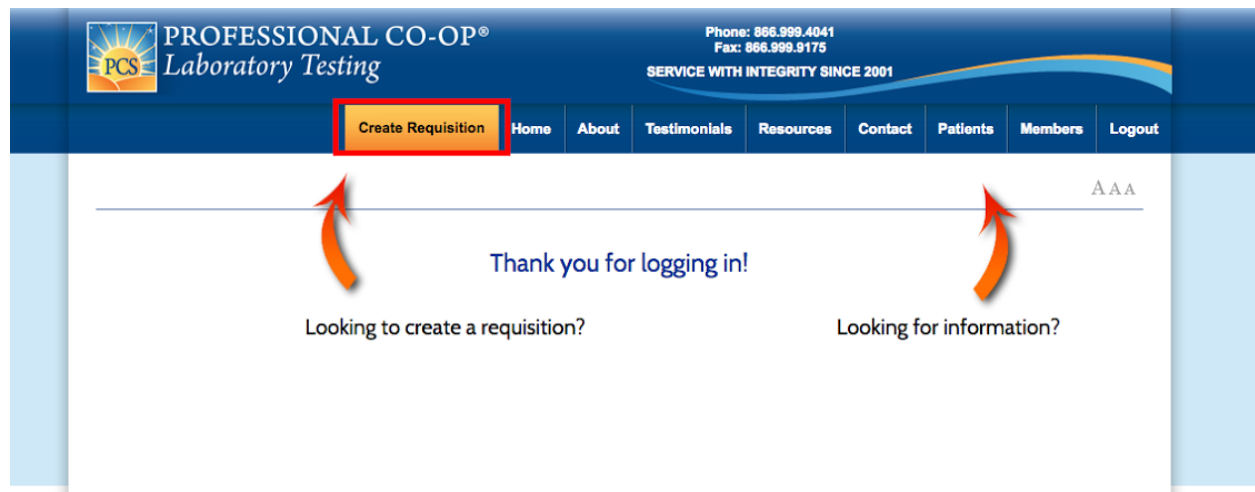 PROFESSIONAL CO-OP®
Laboratory Testing
PCS
Phone: 866.999.4041
Fax: 866.999.9175
SERVICE WITH INTEGRITY SINCE 2001
Create Requisition Home About Testimonials Resources Contact Patients Members Logout
A A A
Thank you for logging in!
Looking to create a requisition? Looking for information?